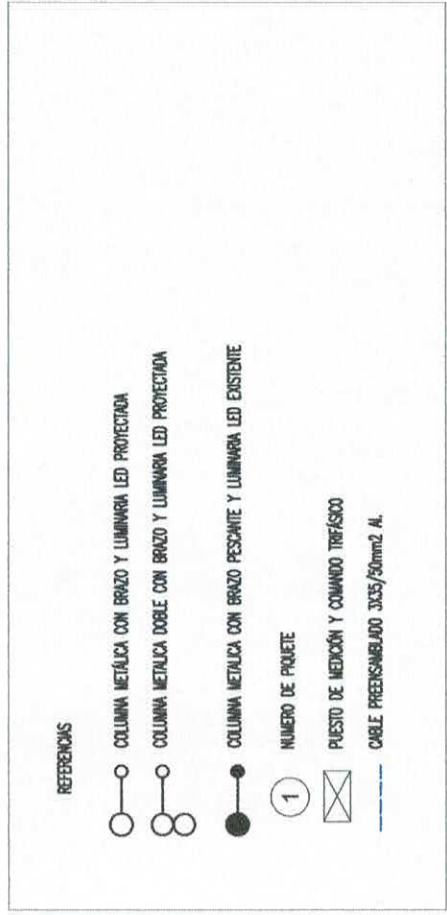 REFERENCIAS
COLUMNA METÁLICA CON BRAZO Y LUMINARIA LED PROYECTADA
COLUMNA METALICA DOBLE CON BRAZO Y LUMINARIA LED PROYECTADA
COLUMNA METALICA CON BRAZO PESCANTE Y LUMINARIA LED EXISTENTE
1 NUMERO DE PIQUETE
PUESTO DE MEDICIÓN Y COMANDO TRIFÁSICO
CABLE PREENSAMBLADO 3X35/50mm2 AL.